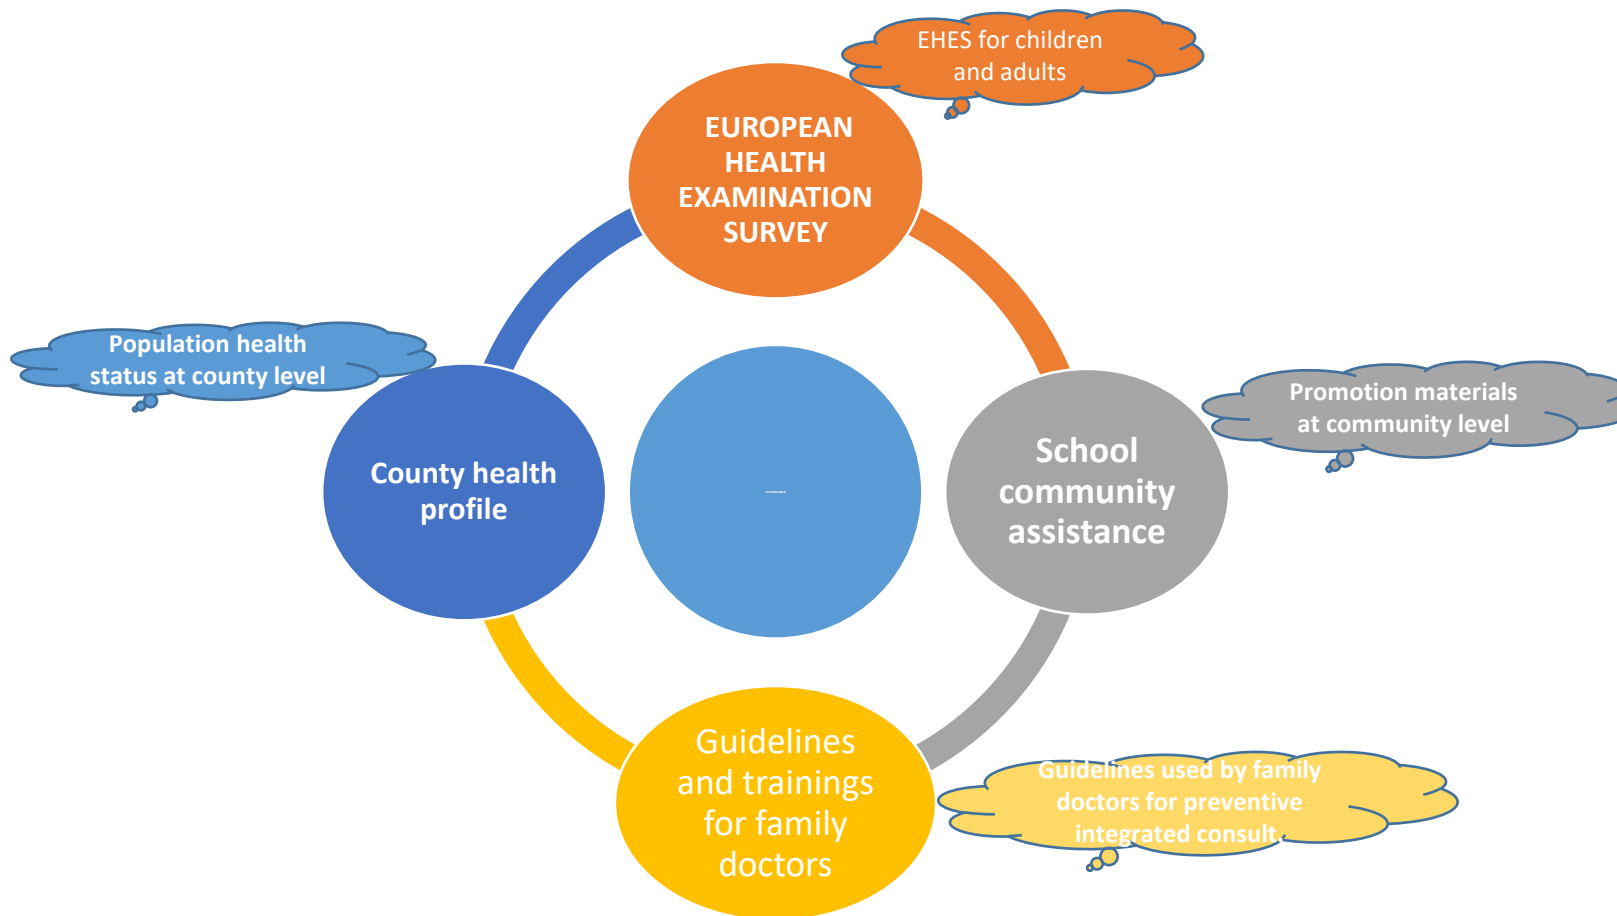 EHES for children
and adults
EUROPEAN
HEALTH
EXAMINATION
SURVEY
Population health
status at county level
Promotion materials
at community level
County health
profile
School
community
assistance
Guidelines
and trainings
for family
doctors
Guidelines used by family
doctors for preventive
integrated consult.